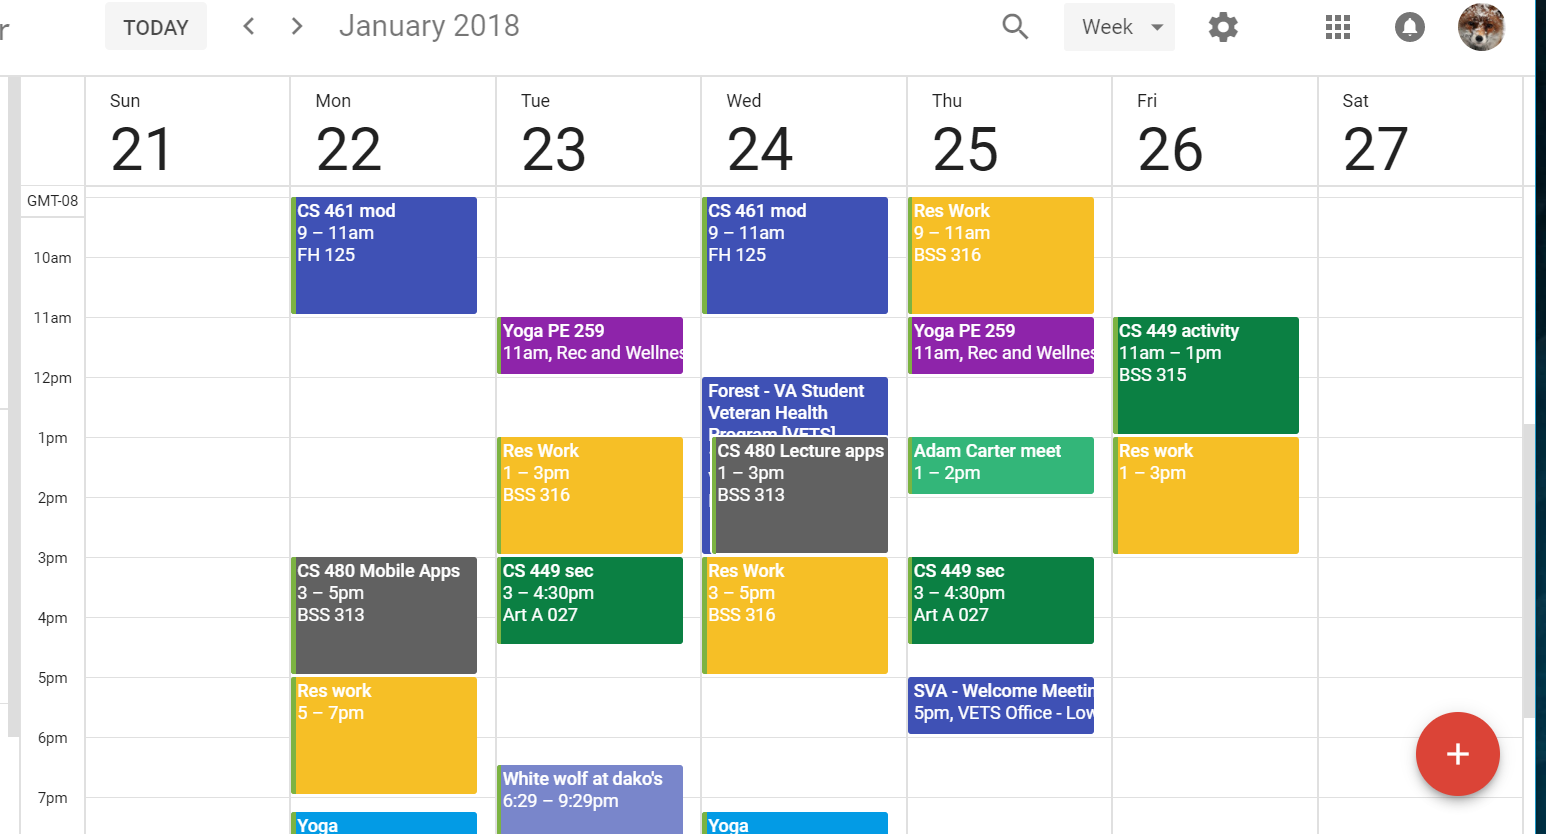 r
TODAY
January 2018
Week
Sun
21
Mon
22
Tue
23
Wed
24
Thu
25
Fri
26
Sat
27
GMT-08
10am
11am
12pm
1pm
2pm
3pm
4pm
5pm
6pm
7pm
CS 461 mod
9 – 11am
FH 125
CS 480 Mobile Apps
3 – 5pm
BSS 313
Res work
5 – 7pm
Yoga
Yoga PE 259
11am, Rec and Wellnes
Res Work
1 – 3pm
BSS 316
CS 449 sec
3 – 4:30pm
Art A 027
White wolf at dako's
6:29 – 9:29pm
CS 461 mod
9 – 11am
FH 125
Forest - VA Student
Veteran Health
Program [VETS]
CS 480 Lecture apps
1 – 3pm
BSS 313
Res Work
3 – 5pm
BSS 316
Yoga
Res Work
9 – 11am
BSS 316
Yoga PE 259
11am, Rec and Wellnes
Adam Carter meet
1 – 2pm
CS 449 sec
3 – 4:30pm
Art A 027
SVA - Welcome Meetin
5pm, VETS Office - Low
CS 449 activity
11am – 1pm
BSS 315
Res work
1 – 3pm